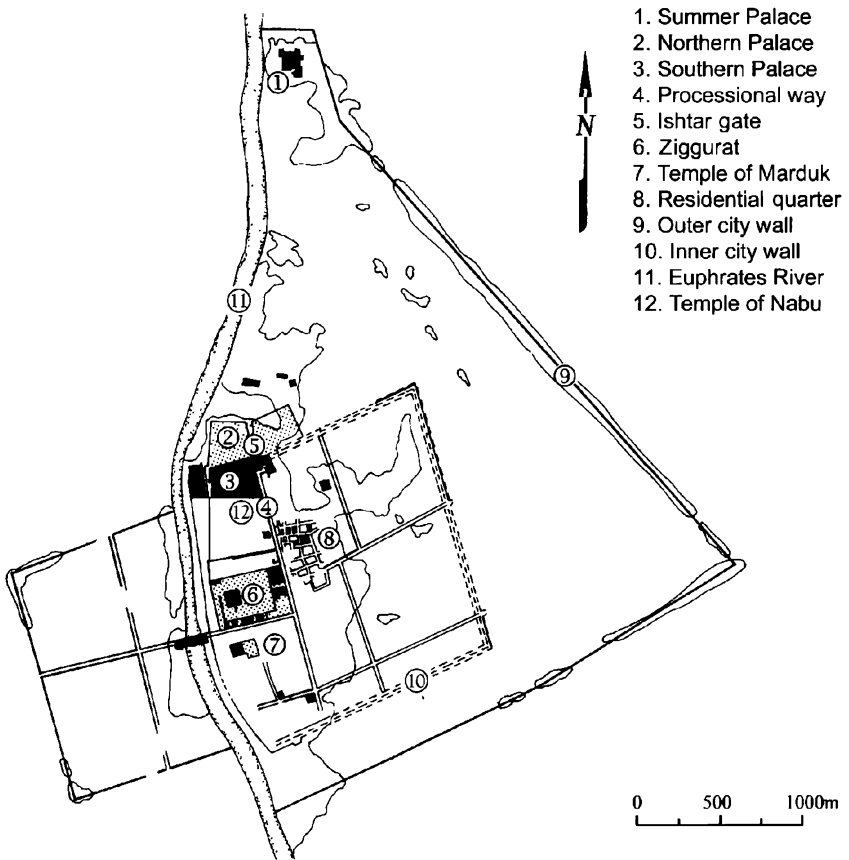 1. Summer Palace
2. Northern Palace
3. Southern Palace
4. Processional way
5. Ishtar gate
6. Ziggurat
7. Temple of Marduk
8. Residential quarter
9. Outer city wall
10. Inner city wall
11. Euphrates River
12. Temple of Nabu
N
1
11
9
2
5
3
12
4
8
6
7
10
0 500 1000m